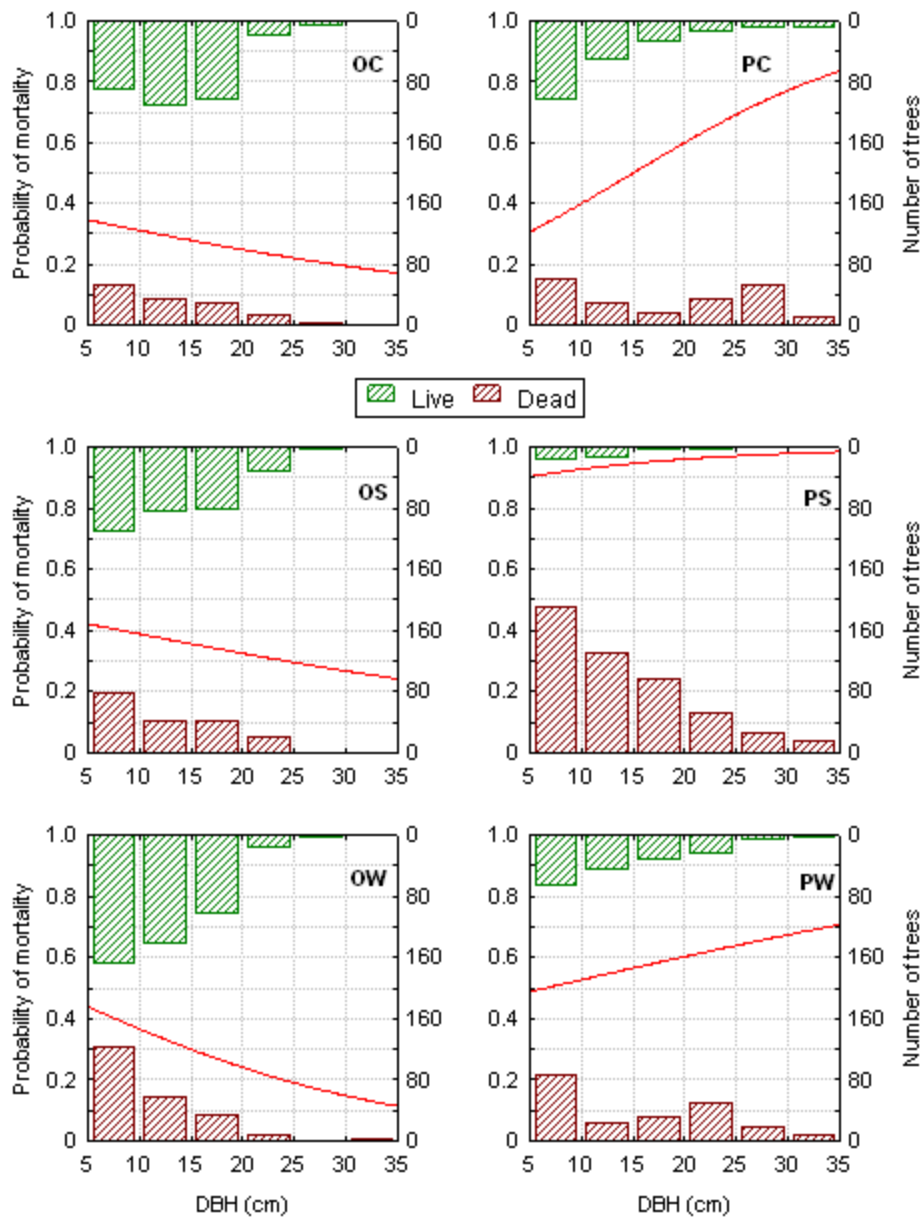 1.0 0 1.0 0
0.8 OC 80 0.8 PC 80
0.6 160 0.6 160
0.4 160 0.4 160
0.2 80 0.2 80
0 0 0 0
5 10 15 20 25 30 35 5 10 15 20 25 30 35
Probability of mortality
Number of trees
Live Dead
1.0 0 1.0 0
0.8 OS 80 0.8 PS 80
0.6 160 0.6 160
0.4 160 0.4 160
0.2 80 0.2 80
0 0 0 0
5 10 15 20 25 30 35 5 10 15 20 25 30 35
Probability of mortality
Number of trees
1.0 0 1.0 0
0.8 OW 80 0.8 PW 80
0.6 160 0.6 160
0.4 160 0.4 160
0.2 80 0.2 80
0 0 0 0
5 10 15 20 25 30 35 5 10 15 20 25 30 35
Probability of mortality
Number of trees
DBH (cm) DBH (cm)